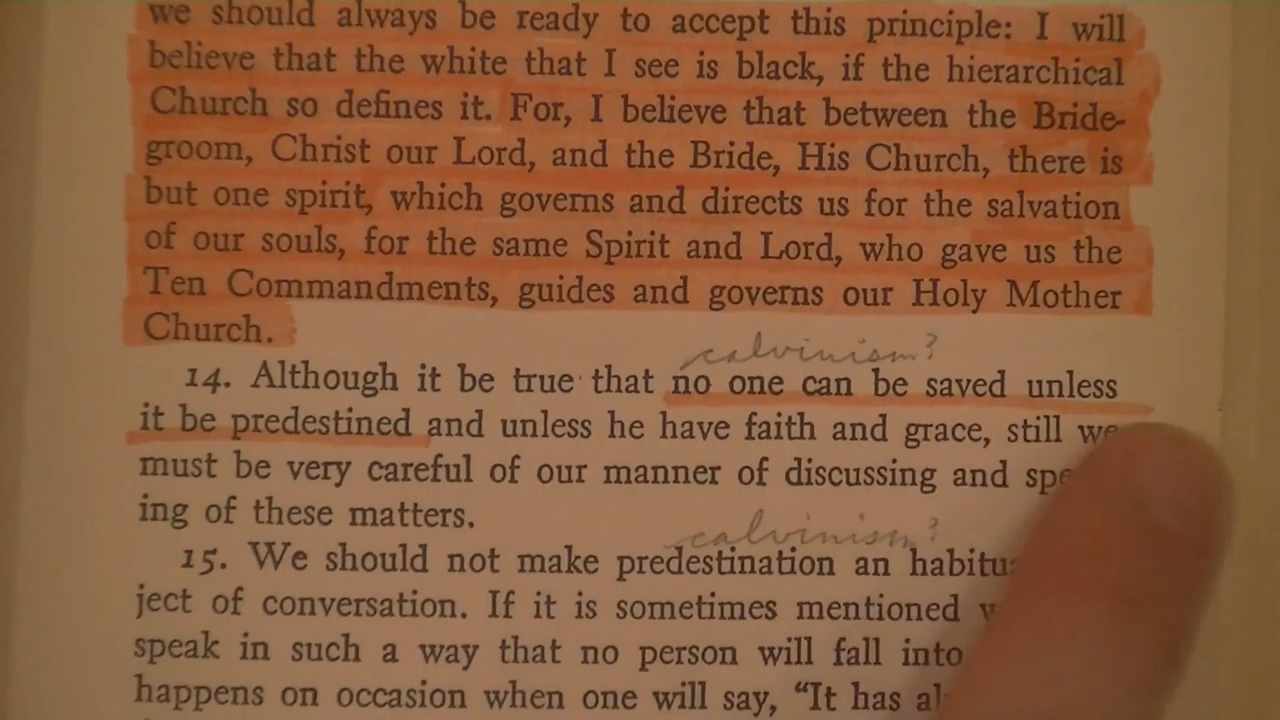 we should always be ready to accept this principle: I will
believe that the white that I see is black, if the hierarchical
Church so defines it. For, I believe that between the Bride-
groom, Christ our Lord, and the Bride, His Church, there is
but one spirit, which governs and directs us for the salvation
of our souls, for the same Spirit and Lord, who gave us the
Ten Commandments, guides and governs our Holy Mother
Church.
calvinism?
14. Although it be true that no one can be saved unless
it be predestined and unless he have faith and grace, still we
must be very careful of our manner of discussing and
ing of these matters.
calvinism?
15. We should not make predestination an
ject of conversation. If it is sometimes mentioned
speak in such a way that no person will fall into
happens on occasion when one will say, “It has